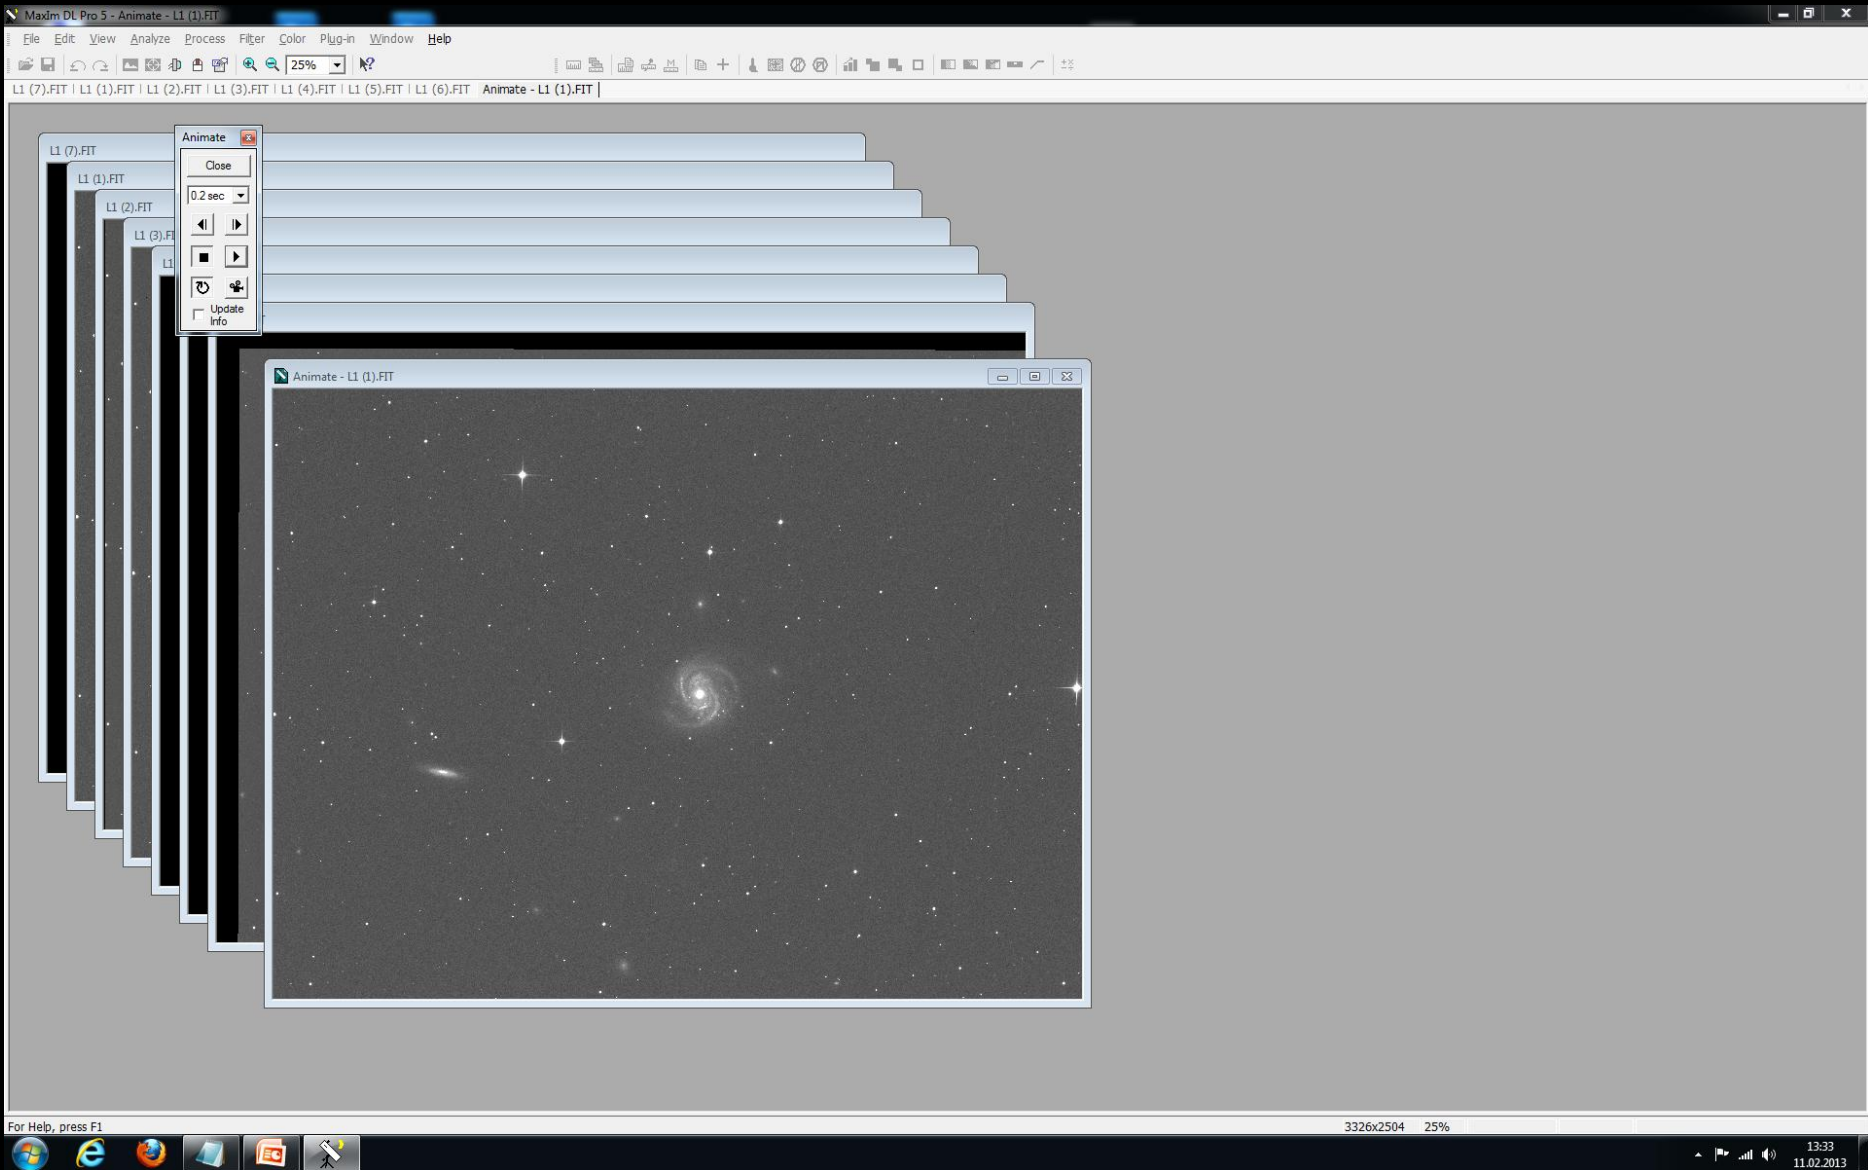 MaxIm DL Pro 5 - Animate - L1 (1).FIT
File Edit View Analyze Process Filter Color Plug-in Window Help
25%
L1 (7).FIT L1 (1).FIT L1 (2).FIT L1 (3).FIT L1 (4).FIT L1 (5).FIT L1 (6).FIT Animate - L1 (1).FIT
Animate
Close
0.2 sec
Update
Info
L1 (7).FIT
L1 (1).FIT
L1 (2).FIT
L1 (3).FI
L1
Animate - L1 (1).FIT
For Help, press F1
3326x2504 25%
13:33
11.02.2013